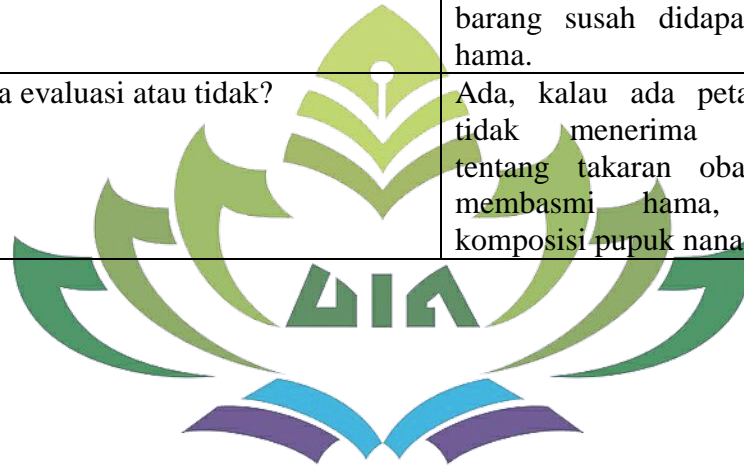 barang susah didapa
hama.
a evaluasi atau tidak?
Ada, kalau ada peta
tidak menerima
tentang takaran oba
membasmi hama,
komposisi pupuk nana
UIN